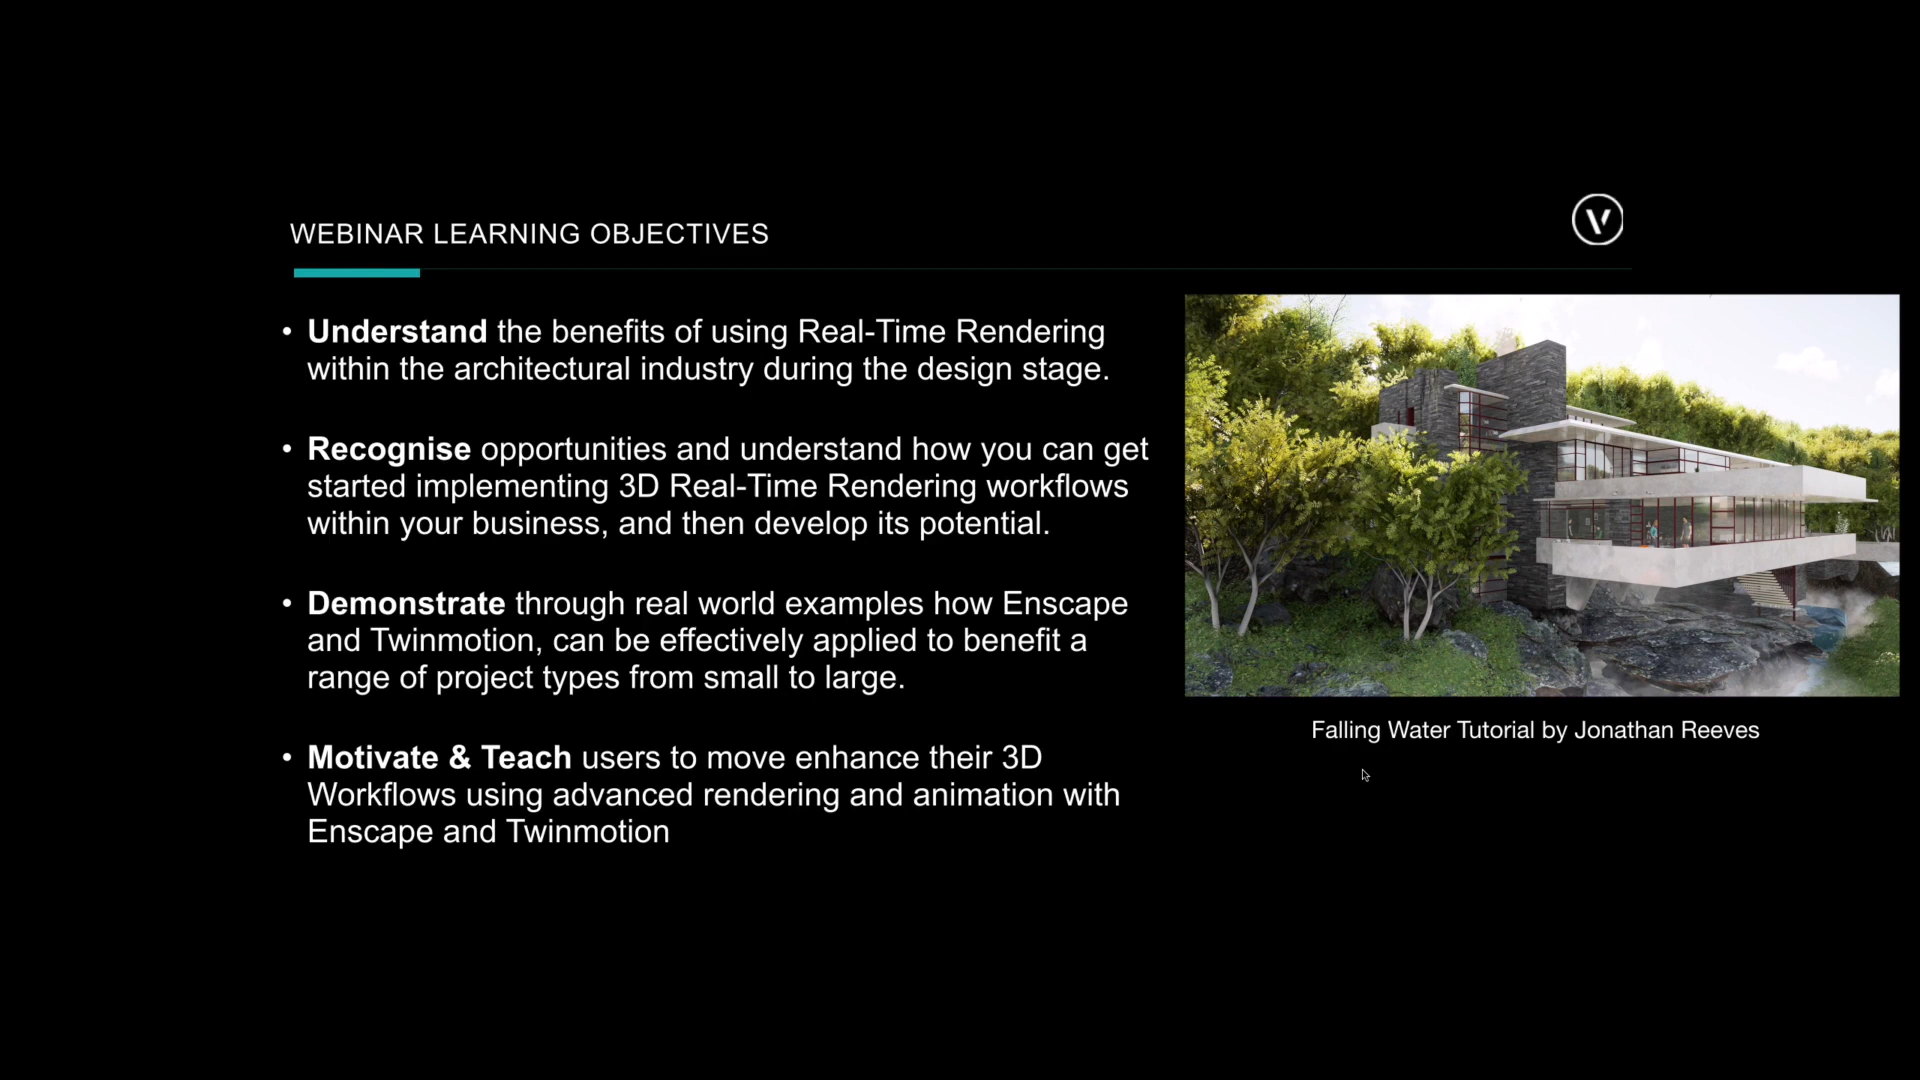 WEBINAR LEARNING OBJECTIVES
• Understand the benefits of using Real-Time Rendering
within the architectural industry during the design stage.
• Recognise opportunities and understand how you can get
started implementing 3D Real-Time Rendering workflows
within your business, and then develop its potential.
• Demonstrate through real world examples how Enscape
and Twinmotion, can be effectively applied to benefit a
range of project types from small to large.
• Motivate & Teach users to move enhance their 3D
Workflows using advanced rendering and animation with
Enscape and Twinmotion
Falling Water Tutorial by Jonathan Reeves